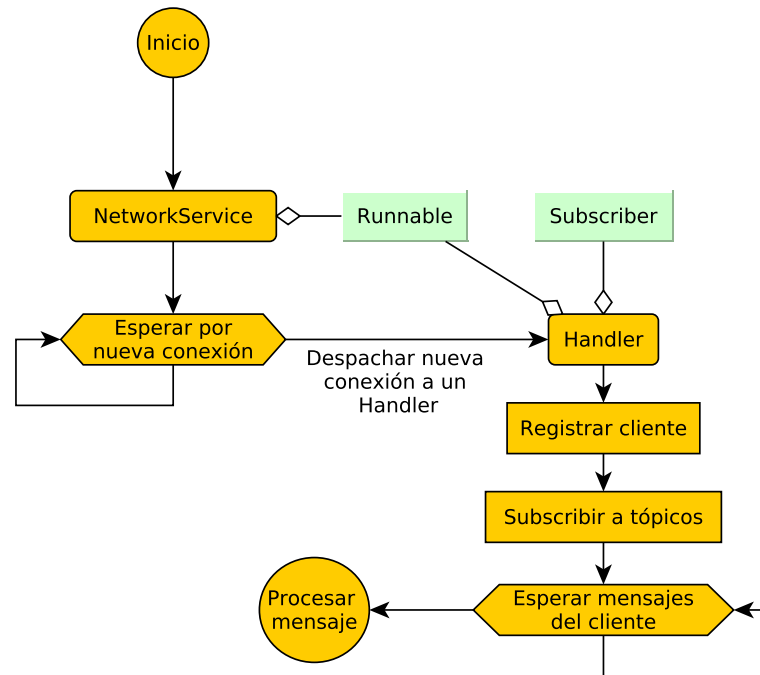 Inicio
NetworkService
Runnable
Subscriber
Esperar por
nueva conexión
Handler
Despachar nueva
conexión a un
Handler
Registrar cliente
Subscribir a tópicos
Procesar
mensaje
Esperar mensajes
del cliente